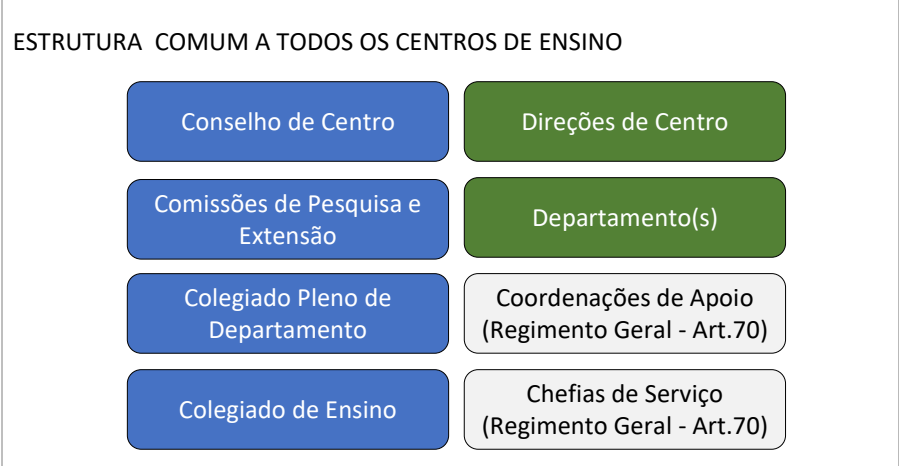 ESTRUTURA  COMUM A TODOS OS CENTROS DE ENSINO
Conselho de Centro
Direções de Centro
Comissões de Pesquisa e
Extensão
Departamento(s)
Colegiado Pleno de
Departamento
Coordenações de Apoio
(Regimento Geral - Art.70)
Colegiado de Ensino
Chefias de Serviço
(Regimento Geral - Art.70)